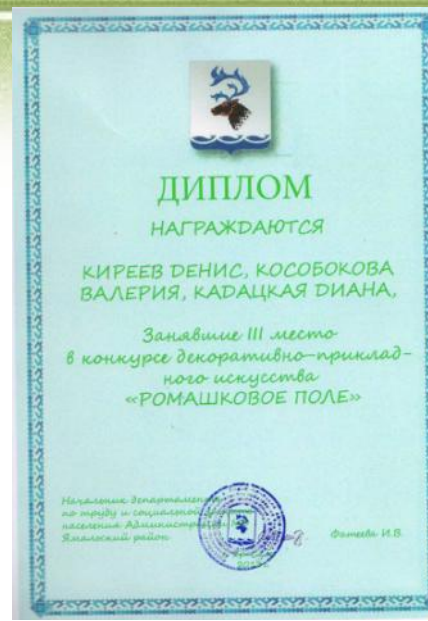 ДИПЛОМ
НАГРАЖДАЮТСЯ
КИРЕЕВ ДЕНИС, КОСОБОКОВА
ВАЛЕРИЯ, КАДАЦКАЯ ДИАНА,
Занявшие III место
в конкурсе декоративно-приклад-
ного искусства
«РОМАШКОВОЕ ПОЛЕ»
Начальник департамента
по труду и социальной
населения Администрации
Ямальский район
Фатеева И.В.